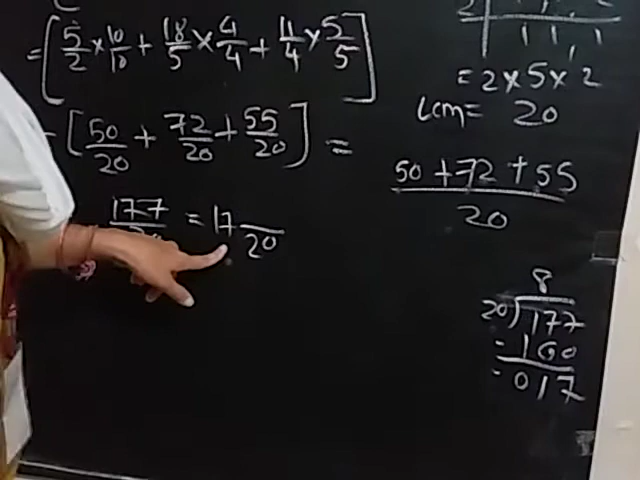 = [ 5/2 × 10/10 + 18/5 × 4/4 + 11/4 × 5/5 ]
[ 50/20 + 72/20 + 55/20 ] =
177/20 = 17 /20
2
1 1 1
= 2 × 5 × 2
LCM = 20
50 + 72 + 55
20
8
20 ) 177
- 160
- 017